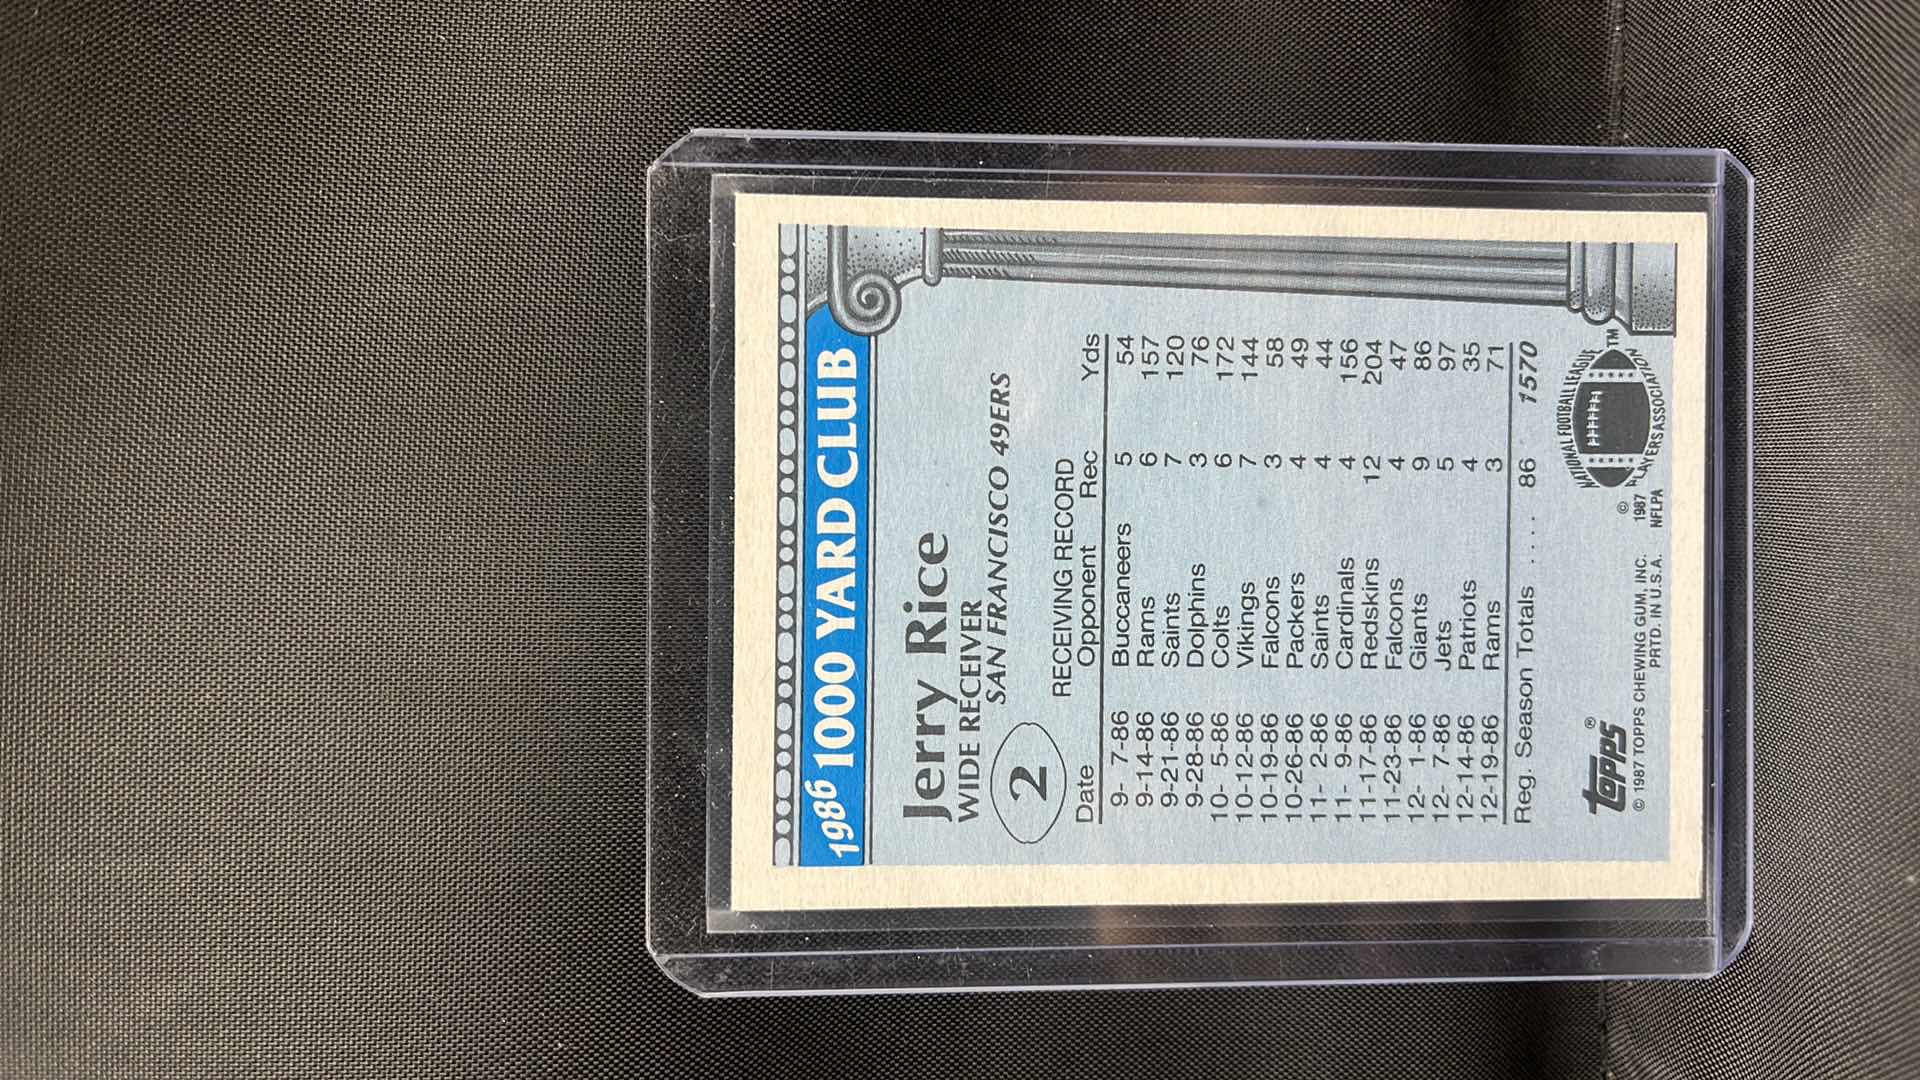 1986 1000 YARD CLUB
Jerry Rice
WIDE RECEIVER
SAN FRANCISCO 49ERS
2
RECEIVING RECORD
Date Opponent Rec Yds
9- 7-86 Buccaneers 5 54
9-14-86 Rams 6 157
9-21-86 Saints 7 120
9-28-86 Dolphins 3 76
10- 5-86 Colts 6 172
10-12-86 Vikings 7 144
10-19-86 Falcons 3 58
10-26-86 Packers 4 49
11- 2-86 Saints 4 44
11- 9-86 Cardinals 4 156
11-17-86 Redskins 12 204
11-23-86 Falcons 4 47
12- 1-86 Giants 9 86
12- 7-86 Jets 5 97
12-14-86 Patriots 4 35
12-19-86 Rams 3 71
Reg. Season Totals .... 86 1570
NATIONAL FOOTBALL LEAGUE
PLAYERS ASSOCIATION
TM
topps®
© 1987 TOPPS CHEWING GUM, INC.
PRTD. IN U.S.A.
©
1987
NFLPA